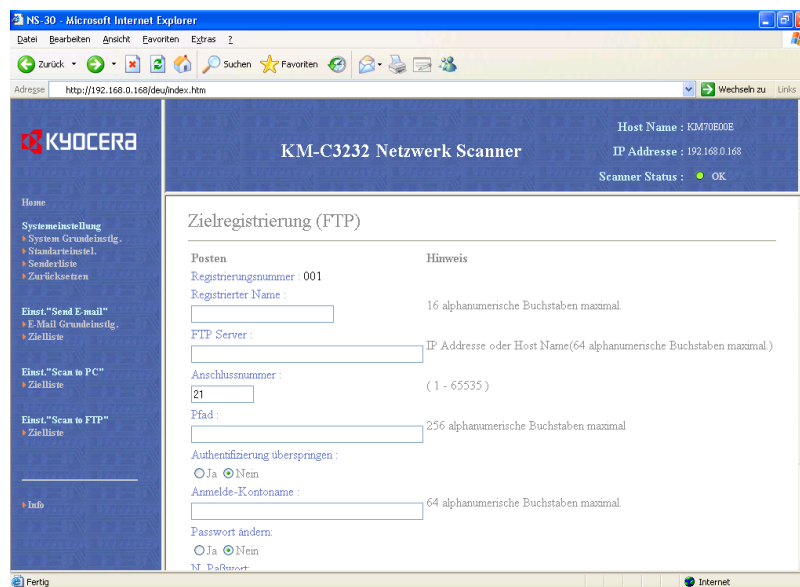 NS-30 - Microsoft Internet Explorer
Datei Bearbeiten Ansicht Favoriten Extras ?
Zurück Suchen Favoriten
Adresse http://192.168.0.168/deu/index.htm Wechseln zu Links
KYOCERA
KM-C3232 Netzwerk Scanner
Host Name : KM70E00E
IP Addresse : 192.168.0.168
Scanner Status : OK
Home
Systemeinstellung
System Grundeinstlg.
Standarteinstel.
Senderliste
Zurücksetzen
Einst."Send E-mail"
E-Mail Grundeinstlg.
Zielliste
Einst."Scan to PC"
Zielliste
Einst."Scan to FTP"
Zielliste
Info
Zielregistrierung (FTP)
Posten Hinweis
Registrierungsnummer : 001
Registrierter Name :
16 alphanumerische Buchstaben maximal.
FTP Server :
IP Addresse oder Host Name(64 alphanumerische Buchstaben maximal.)
Anschlussnummer :
21 ( 1 - 65535 )
Pfad :
256 alphanumerische Buchstaben maximal
Authentifizierung überspringen :
Ja Nein
Anmelde-Kontoname :
64 alphanumerische Buchstaben maximal.
Passwort ändern:
Ja Nein
N. Paßwort:
Fertig Internet